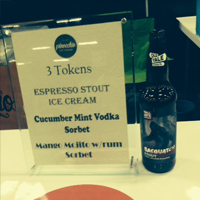 3 Tokens
ESPRESSO STOUT
ICE CREAM
Cucumber Mint Vodka
Sorbet
Mango Mojito w/rum
Sorbet